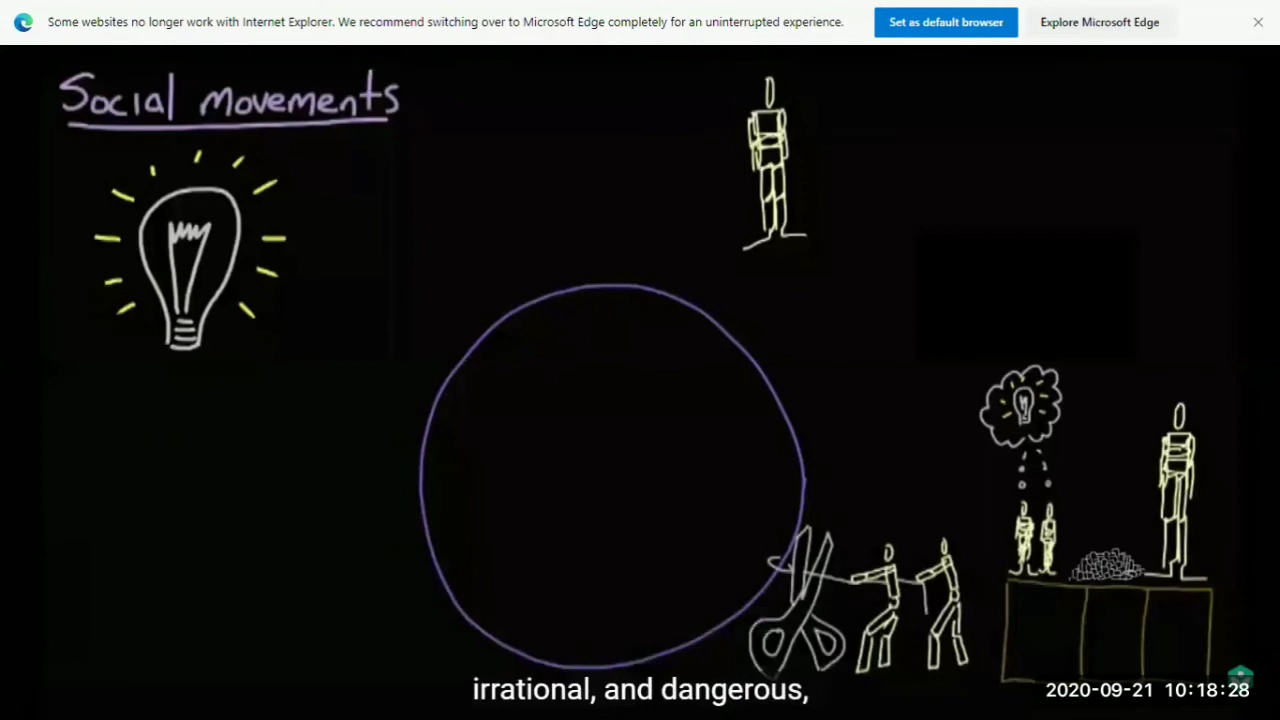 Some websites no longer work with Internet Explorer. We recommend switching over to Microsoft Edge completely for an uninterrupted experience. Set as default browser Explore Microsoft Edge
Social movements
irrational, and dangerous,
2020-09-21 10:18:28